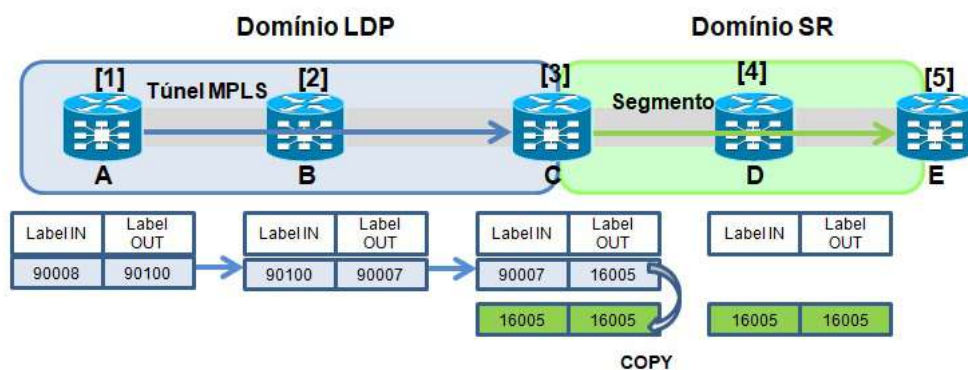 Domínio LDP
Domínio SR
[1]
[2]
[3]
[4]
[5]
Túnel MPLS
Segmento
A
B
C
D
E
Label IN
Label OUT
Label IN
Label OUT
Label IN
Label OUT
Label IN
Label OUT
90008
90100
90100
90007
90007
16005
16005
16005
16005
16005
COPY